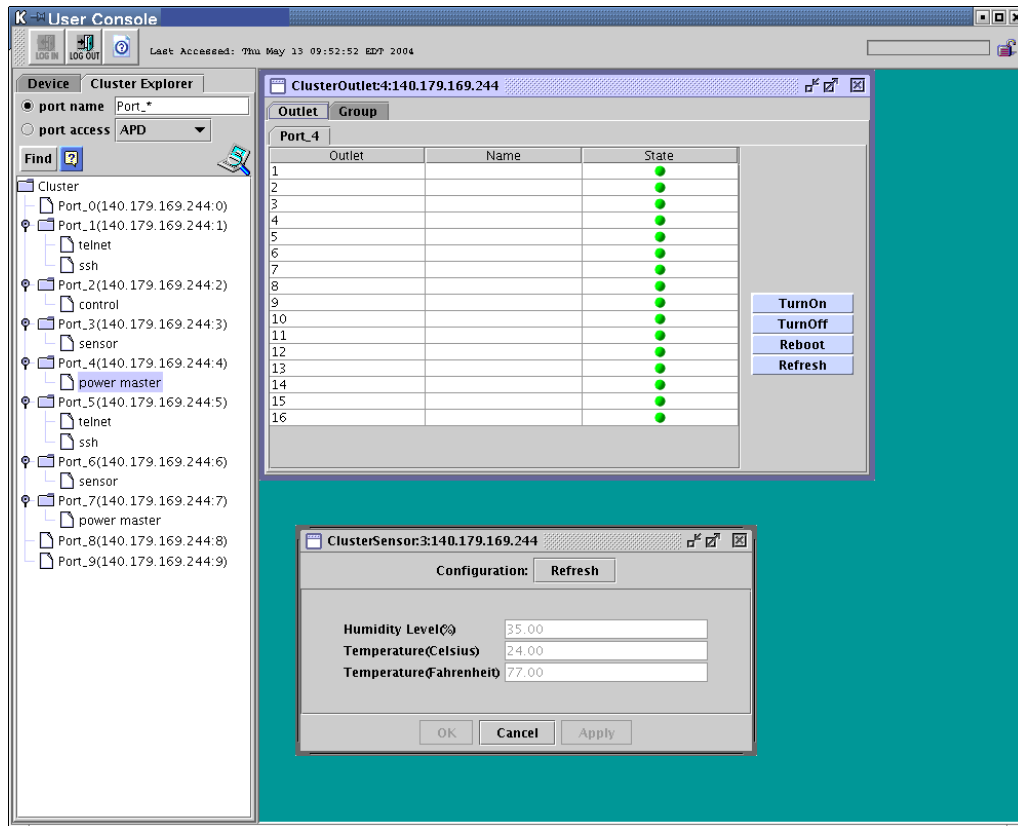 User Console
LOG IN LOG OUT Last Accessed: Thu May 13 09:52:52 EDT 2004
Device Cluster Explorer
port name Port_*
port access APD
Find
Cluster
Port_0(140.179.169.244:0)
Port_1(140.179.169.244:1)
telnet
ssh
Port_2(140.179.169.244:2)
control
Port_3(140.179.169.244:3)
sensor
Port_4(140.179.169.244:4)
power master
Port_5(140.179.169.244:5)
telnet
ssh
Port_6(140.179.169.244:6)
sensor
Port_7(140.179.169.244:7)
power master
Port_8(140.179.169.244:8)
Port_9(140.179.169.244:9)
ClusterOutlet:4:140.179.169.244
Outlet Group
Port_4
Outlet Name State
1
2
3
4
5
6
7
8
9
10
11
12
13
14
15
16
TurnOn
TurnOff
Reboot
Refresh
ClusterSensor:3:140.179.169.244
Configuration: Refresh
Humidity Level(%) 35.00
Temperature(Celsius) 24.00
Temperature(Fahrenheit) 77.00
OK Cancel Apply